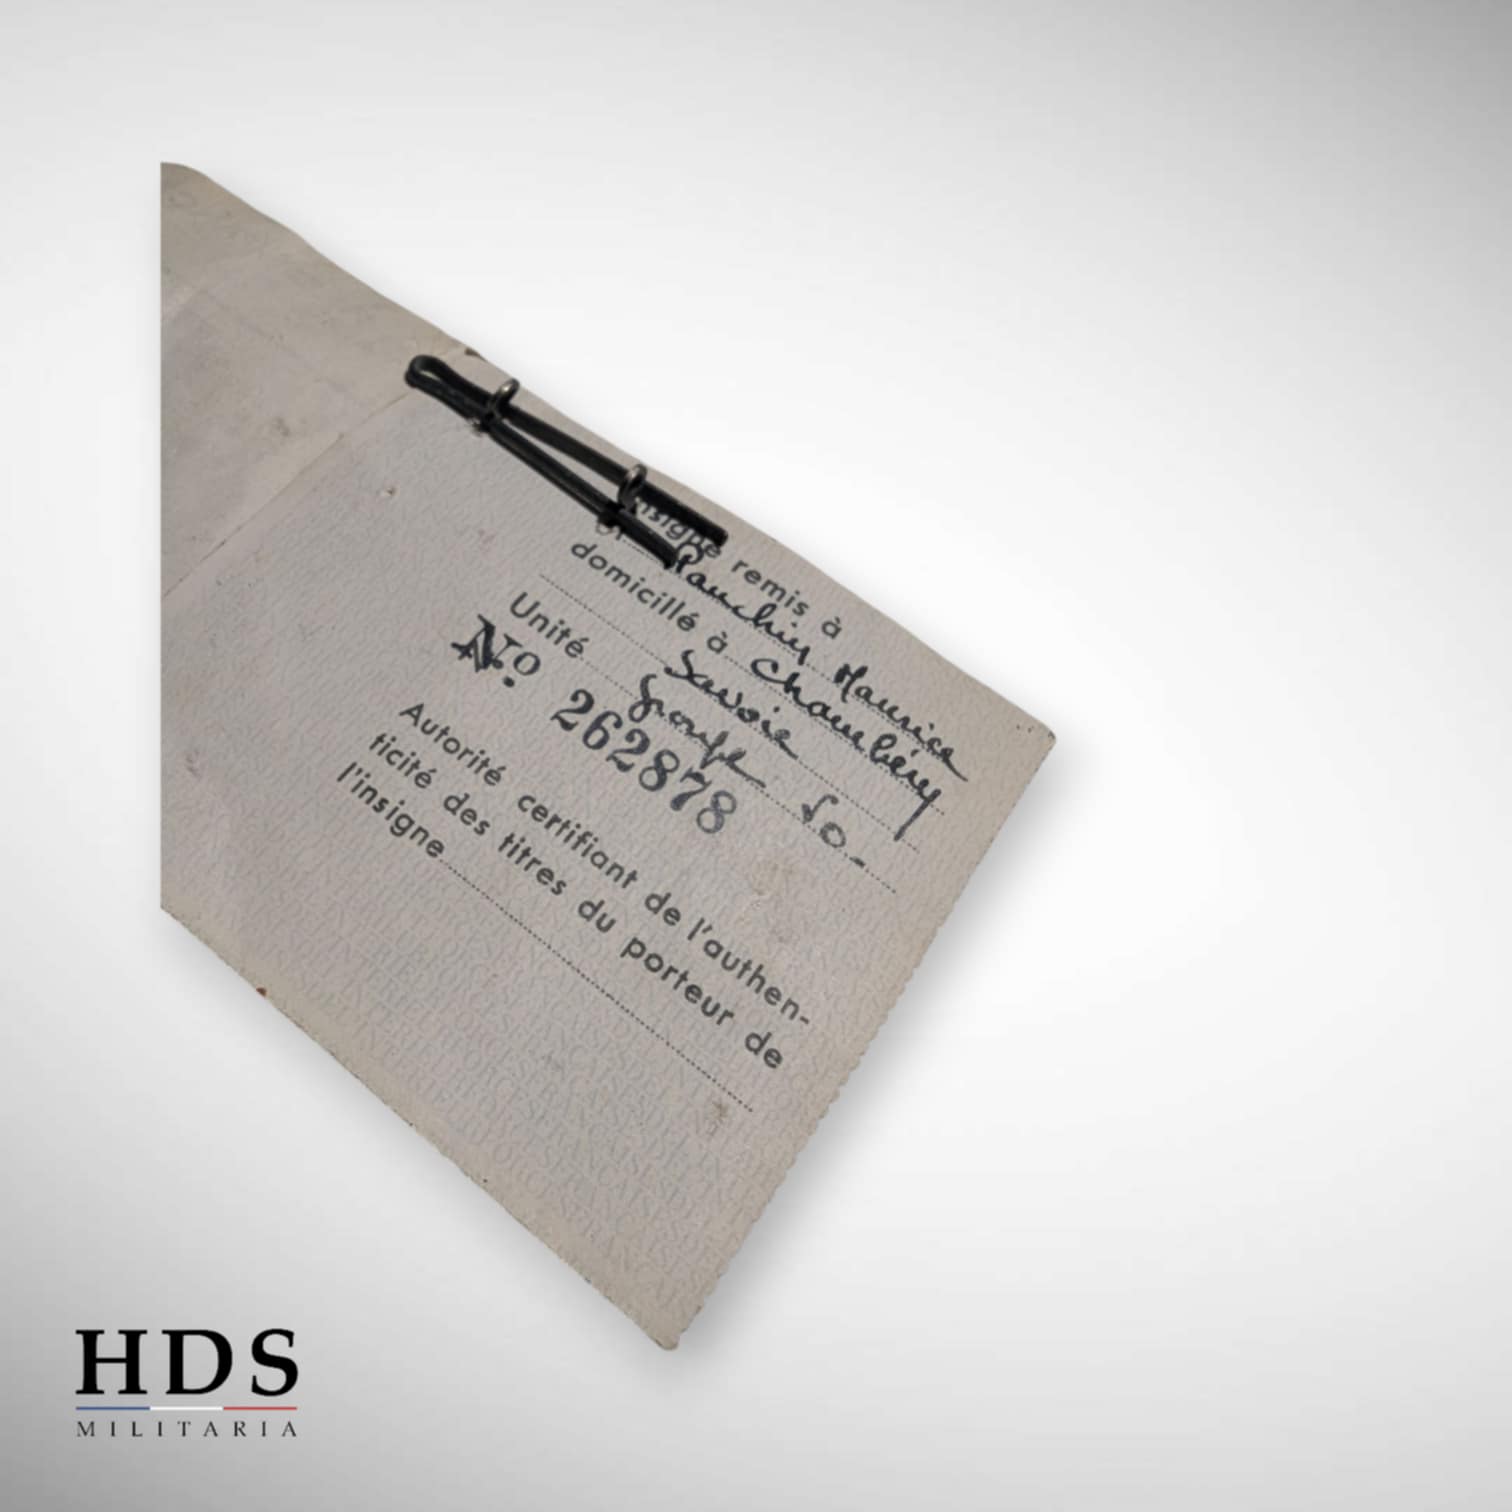 Insigne remis à
Planchin Maurice
domicillé à Chambéry
Savoie
Unité Groupe 50.-
Nº 262878
Autorité certifiant de l'authen-
ticité des titres du porteur de
l'insigne
HDS
MILITARIA